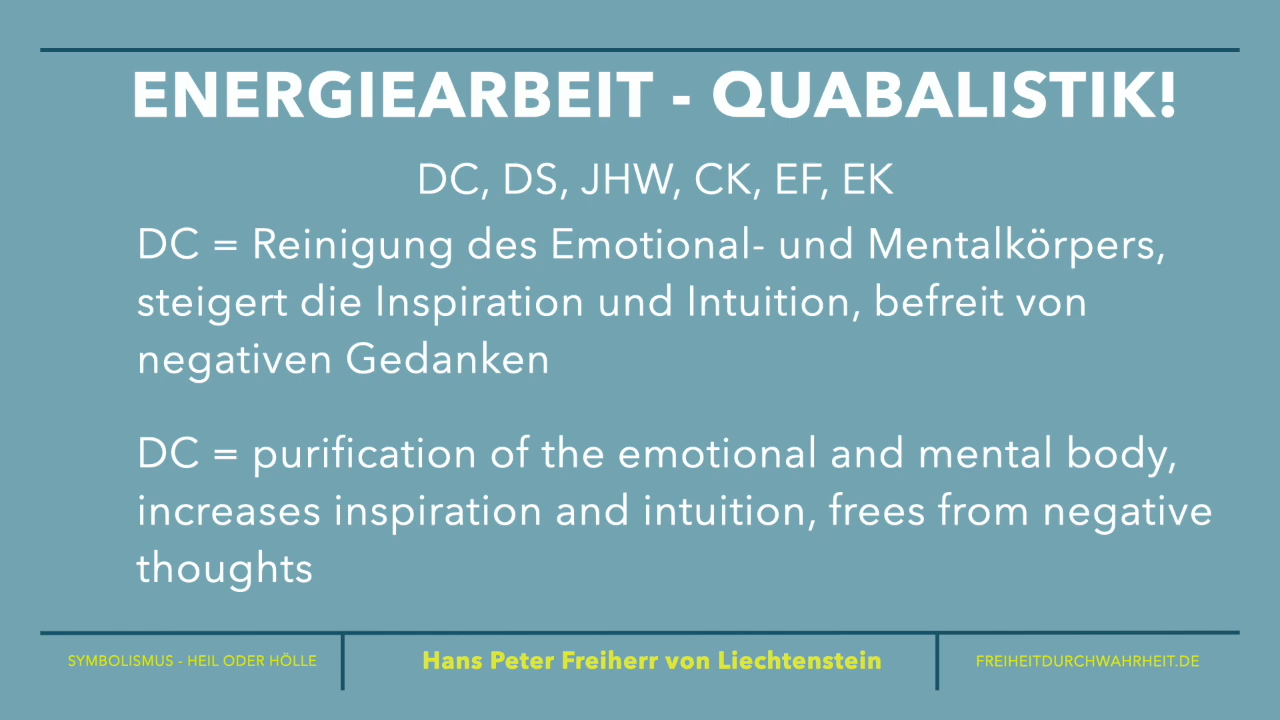 ENERGIEARBEIT - QUABALISTIK!
DC, DS, JHW, CK, EF, EK
DC = Reinigung des Emotional- und Mentalkörpers,
steigert die Inspiration und Intuition, befreit von
negativen Gedanken
DC = purification of the emotional and mental body,
increases inspiration and intuition, frees from negative
thoughts
SYMBOLISMUS - HEIL ODER HÖLLE
Hans Peter Freiherr von Liechtenstein
FREIHEITDURCHWAHRHEIT.DE